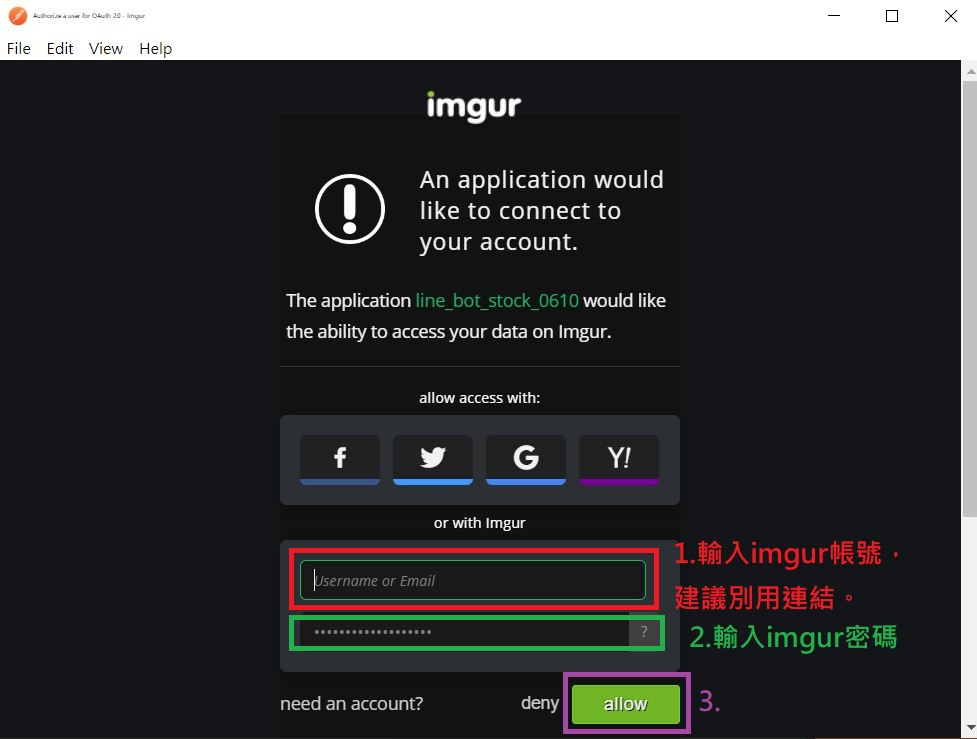 Authorize a user for OAuth 2.0 - Imgur
File Edit View Help
imgur
An application would
like to connect to
your account.
The application line_bot_stock_0610 would like
the ability to access your data on Imgur.
allow access with:
f G Y!
or with Imgur
Username or Email
1.輸入imgur帳號，
建議別用連結。
••••••••••••••••••• ?
2.輸入imgur密碼
need an account? deny allow 3.